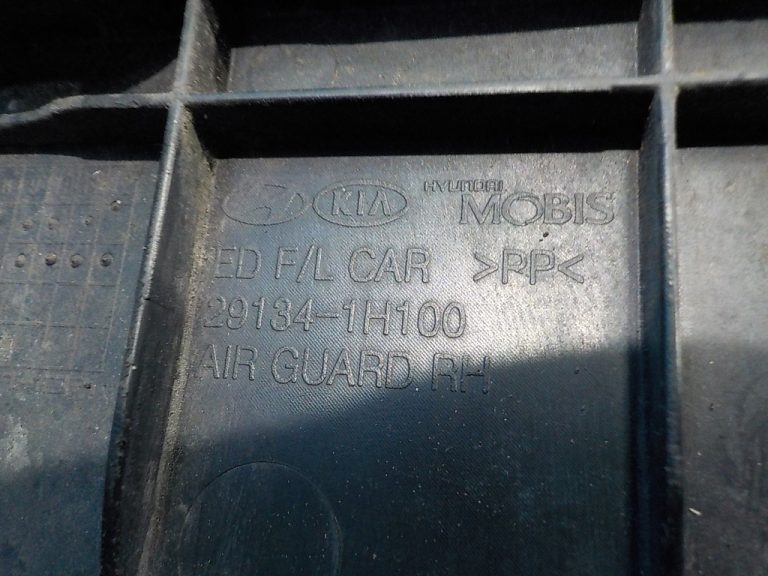 KIA HYUNDAI MOBIS
ED F/L CAR >PP<
29134-1H100
AIR GUARD RH